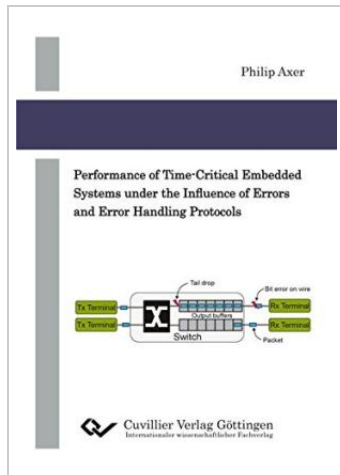 Philip Axer
Performance of Time-Critical Embedded
Systems under the Influence of Errors
and Error Handling Protocols
Tail drop
Bit error on wire
Tx Terminal
Rx Terminal
Output buffers
Tx Terminal
Rx Terminal
Switch
Packet
Cuvillier Verlag Göttingen
Internationaler wissenschaftlicher Fachverlag